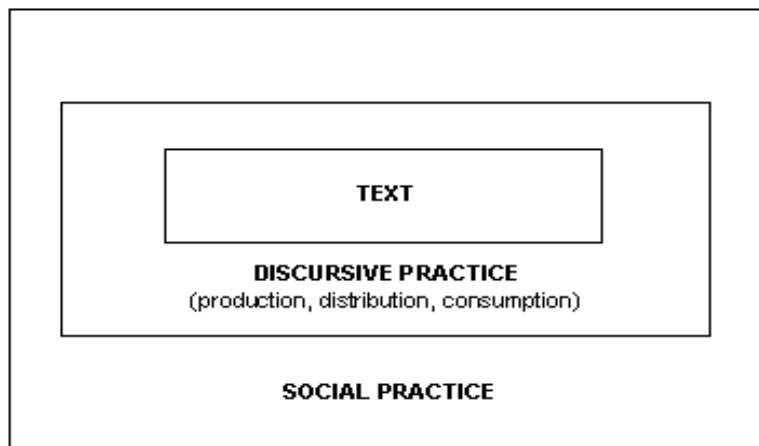 TEXT
DISCURSIVE PRACTICE
(production, distribution, consumption)
SOCIAL PRACTICE